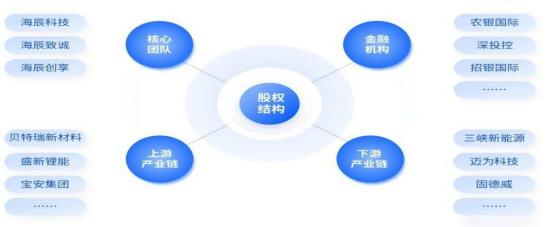 海辰科技
海辰致诚
海辰创享
核心
团队
金融
机构
农银国际
深投控
招银国际
……
股权
结构
贝特瑞新材料
盛新锂能
宝安集团
……
上游
产业链
下游
产业链
三峡新能源
迈为科技
固德威
……